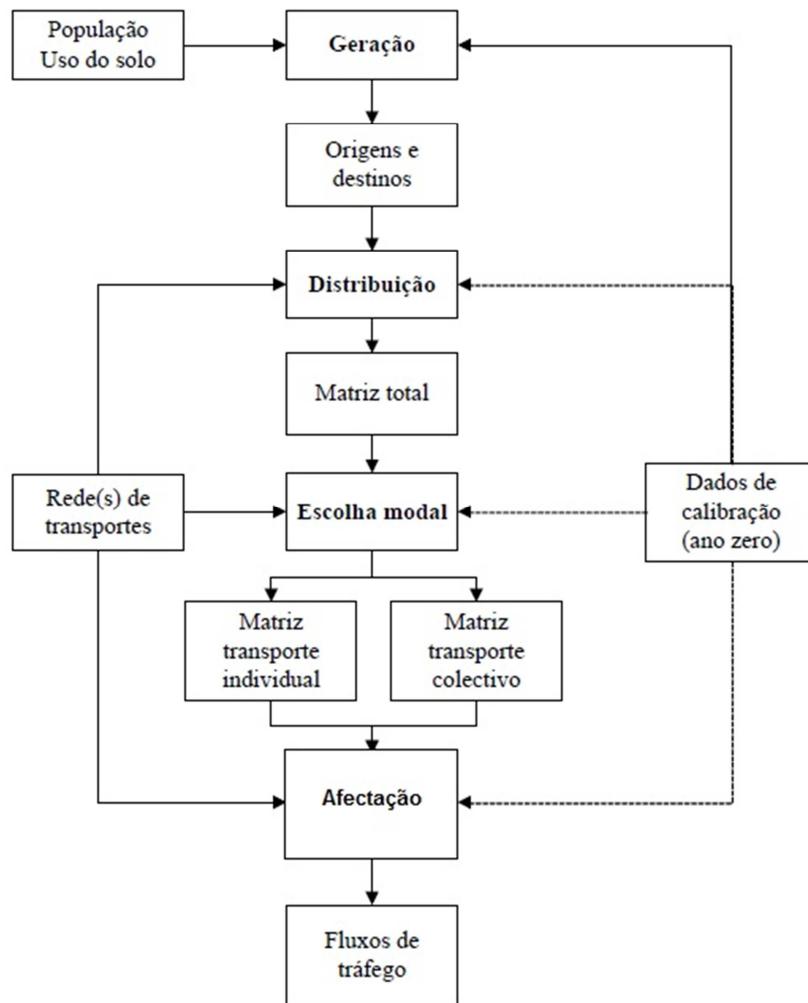 População
Uso do solo
Geração
Origens e
destinos
Distribuição
Matriz total
Rede(s) de
transportes
Escolha modal
Dados de
calibração
(ano zero)
Matriz
transporte
individual
Matriz
transporte
colectivo
Afectação
Fluxos de
tráfego